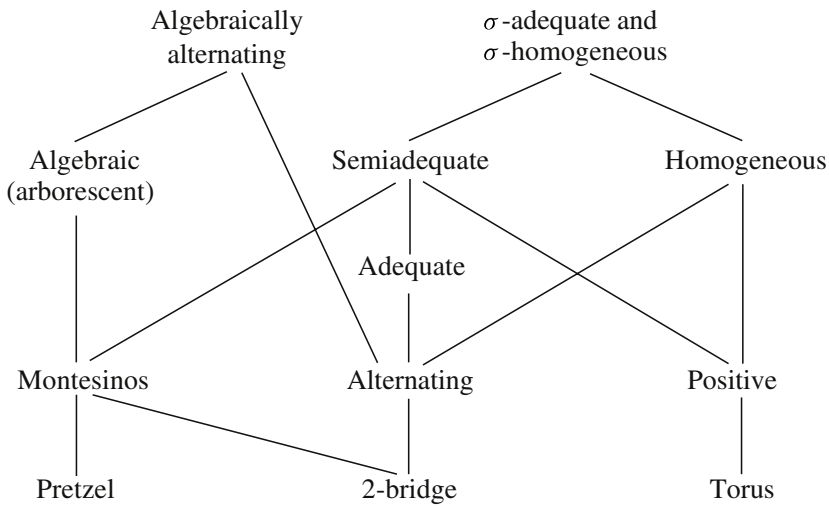 Algebraically
alternating
σ-adequate and
σ-homogeneous
Algebraic
(arborescent)
Semiadequate
Homogeneous
Adequate
Montesinos
Alternating
Positive
Pretzel
2-bridge
Torus